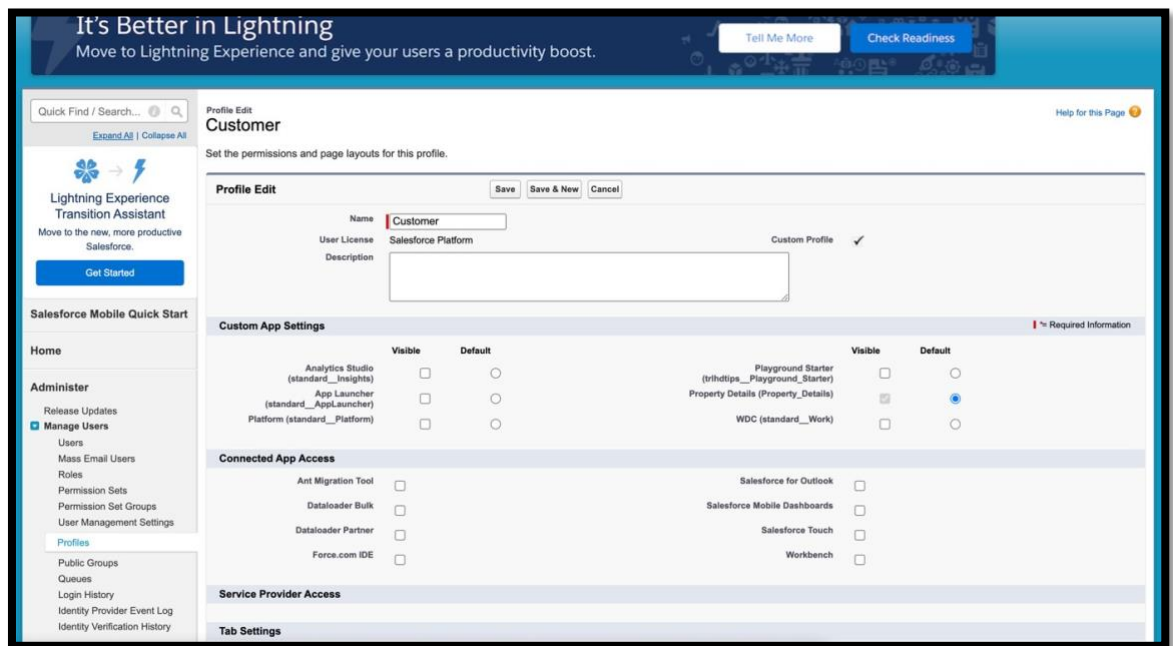 It's Better in Lightning
Move to Lightning Experience and give your users a productivity boost.
Tell Me More
Check Readiness
Quick Find / Search...
Expand All | Collapse All
Lightning Experience
Transition Assistant
Move to the new, more productive
Salesforce.
Get Started
Salesforce Mobile Quick Start
Home
Administer
Release Updates
Manage Users
Users
Mass Email Users
Roles
Permission Sets
Permission Set Groups
User Management Settings
Profiles
Public Groups
Queues
Login History
Identity Provider Event Log
Identity Verification History
Profile Edit
Customer
Help for this Page
Set the permissions and page layouts for this profile.
Profile Edit
Save
Save & New
Cancel
Name
Customer
User License
Salesforce Platform
Custom Profile
Description
Custom App Settings
= Required Information
Visible
Default
Visible
Default
Analytics Studio
(standard__Insights)
Playground Starter
(trlhdtips__Playground_Starter)
App Launcher
(standard__AppLauncher)
Property Details (Property_Details)
Platform (standard__Platform)
WDC (standard__Work)
Connected App Access
Ant Migration Tool
Salesforce for Outlook
Dataloader Bulk
Salesforce Mobile Dashboards
Dataloader Partner
Salesforce Touch
Force.com IDE
Workbench
Service Provider Access
Tab Settings